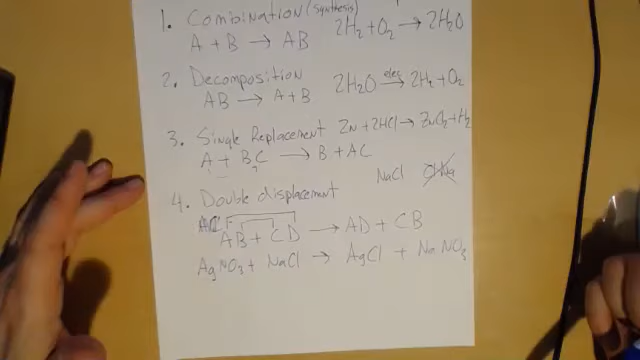 1. Combination (synthesis) 2H₂ + O₂ → 2H₂O
A + B → AB
2. Decomposition 2H₂O elec→ 2H₂ + O₂
AB → A + B
3. Single Replacement Zn + 2HCl → ZnCl₂ + H₂
A + BC → B + AC
NaCl ClNa
4. Double displacement
AB + CD → AD + CB
AgNO₃ + NaCl → AgCl + NaNO₃